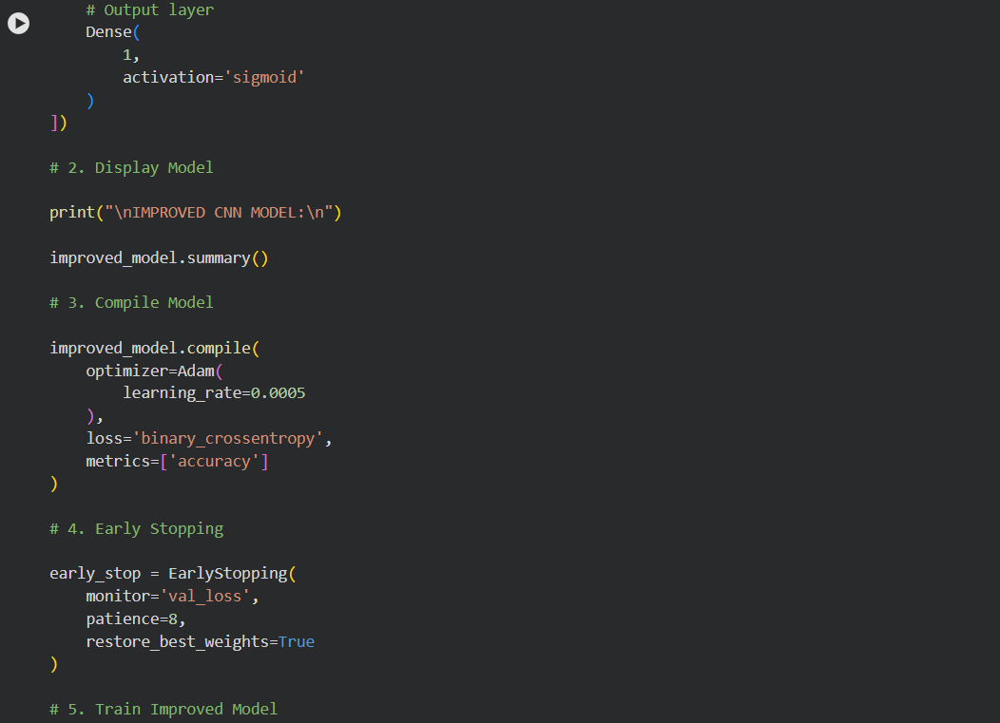 # Output layer
    Dense(
        1,
        activation='sigmoid'
    )
])

# 2. Display Model

print("\nIMPROVED CNN MODEL:\n")

improved_model.summary()

# 3. Compile Model

improved_model.compile(
    optimizer=Adam(
        learning_rate=0.0005
    ),
    loss='binary_crossentropy',
    metrics=['accuracy']
)

# 4. Early Stopping

early_stop = EarlyStopping(
    monitor='val_loss',
    patience=8,
    restore_best_weights=True
)

# 5. Train Improved Model